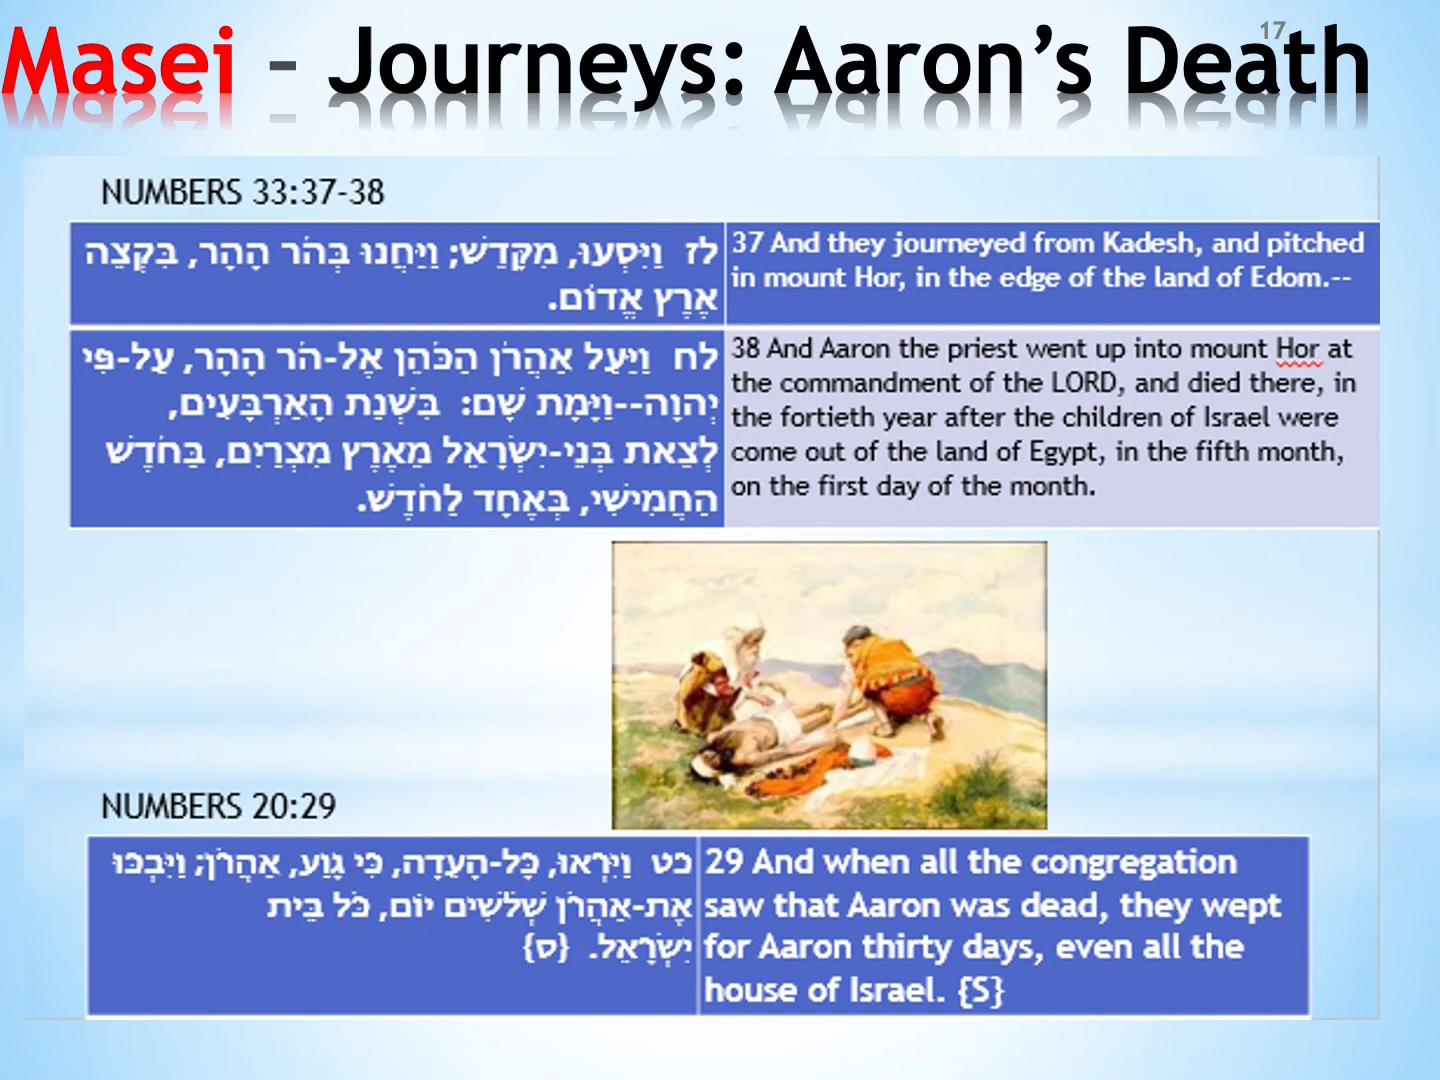 Masei – Journeys: Aaron's Death
17
NUMBERS 33:37-38
לז וַיִּסְעוּ, מִקָּדֵשׁ; וַיַּחֲנוּ בְּהֹר הָהָר, בִּקְצֵה
אֶרֶץ אֱדוֹם.
37 And they journeyed from Kadesh, and pitched
in mount Hor, in the edge of the land of Edom.--
לח וַיַּעַל אַהֲרֹן הַכֹּהֵן אֶל-הֹר הָהָר, עַל-פִּי
יְהוָה--וַיָּמָת שָׁם: בִּשְׁנַת הָאַרְבָּעִים,
לְצֵאת בְּנֵי-יִשְׂרָאֵל מֵאֶרֶץ מִצְרַיִם, בַּחֹדֶשׁ
הַחֲמִישִׁי, בְּאֶחָד לַחֹדֶשׁ.
38 And Aaron the priest went up into mount Hor at
the commandment of the LORD, and died there, in
the fortieth year after the children of Israel were
come out of the land of Egypt, in the fifth month,
on the first day of the month.
NUMBERS 20:29
כט וַיִּרְאוּ, כָּל-הָעֵדָה, כִּי גָוַע, אַהֲרֹן; וַיִּבְכּוּ
אֶת-אַהֲרֹן שְׁלֹשִׁים יוֹם, כֹּל בֵּית
יִשְׂרָאֵל. {ס}
29 And when all the congregation
saw that Aaron was dead, they wept
for Aaron thirty days, even all the
house of Israel. {S}